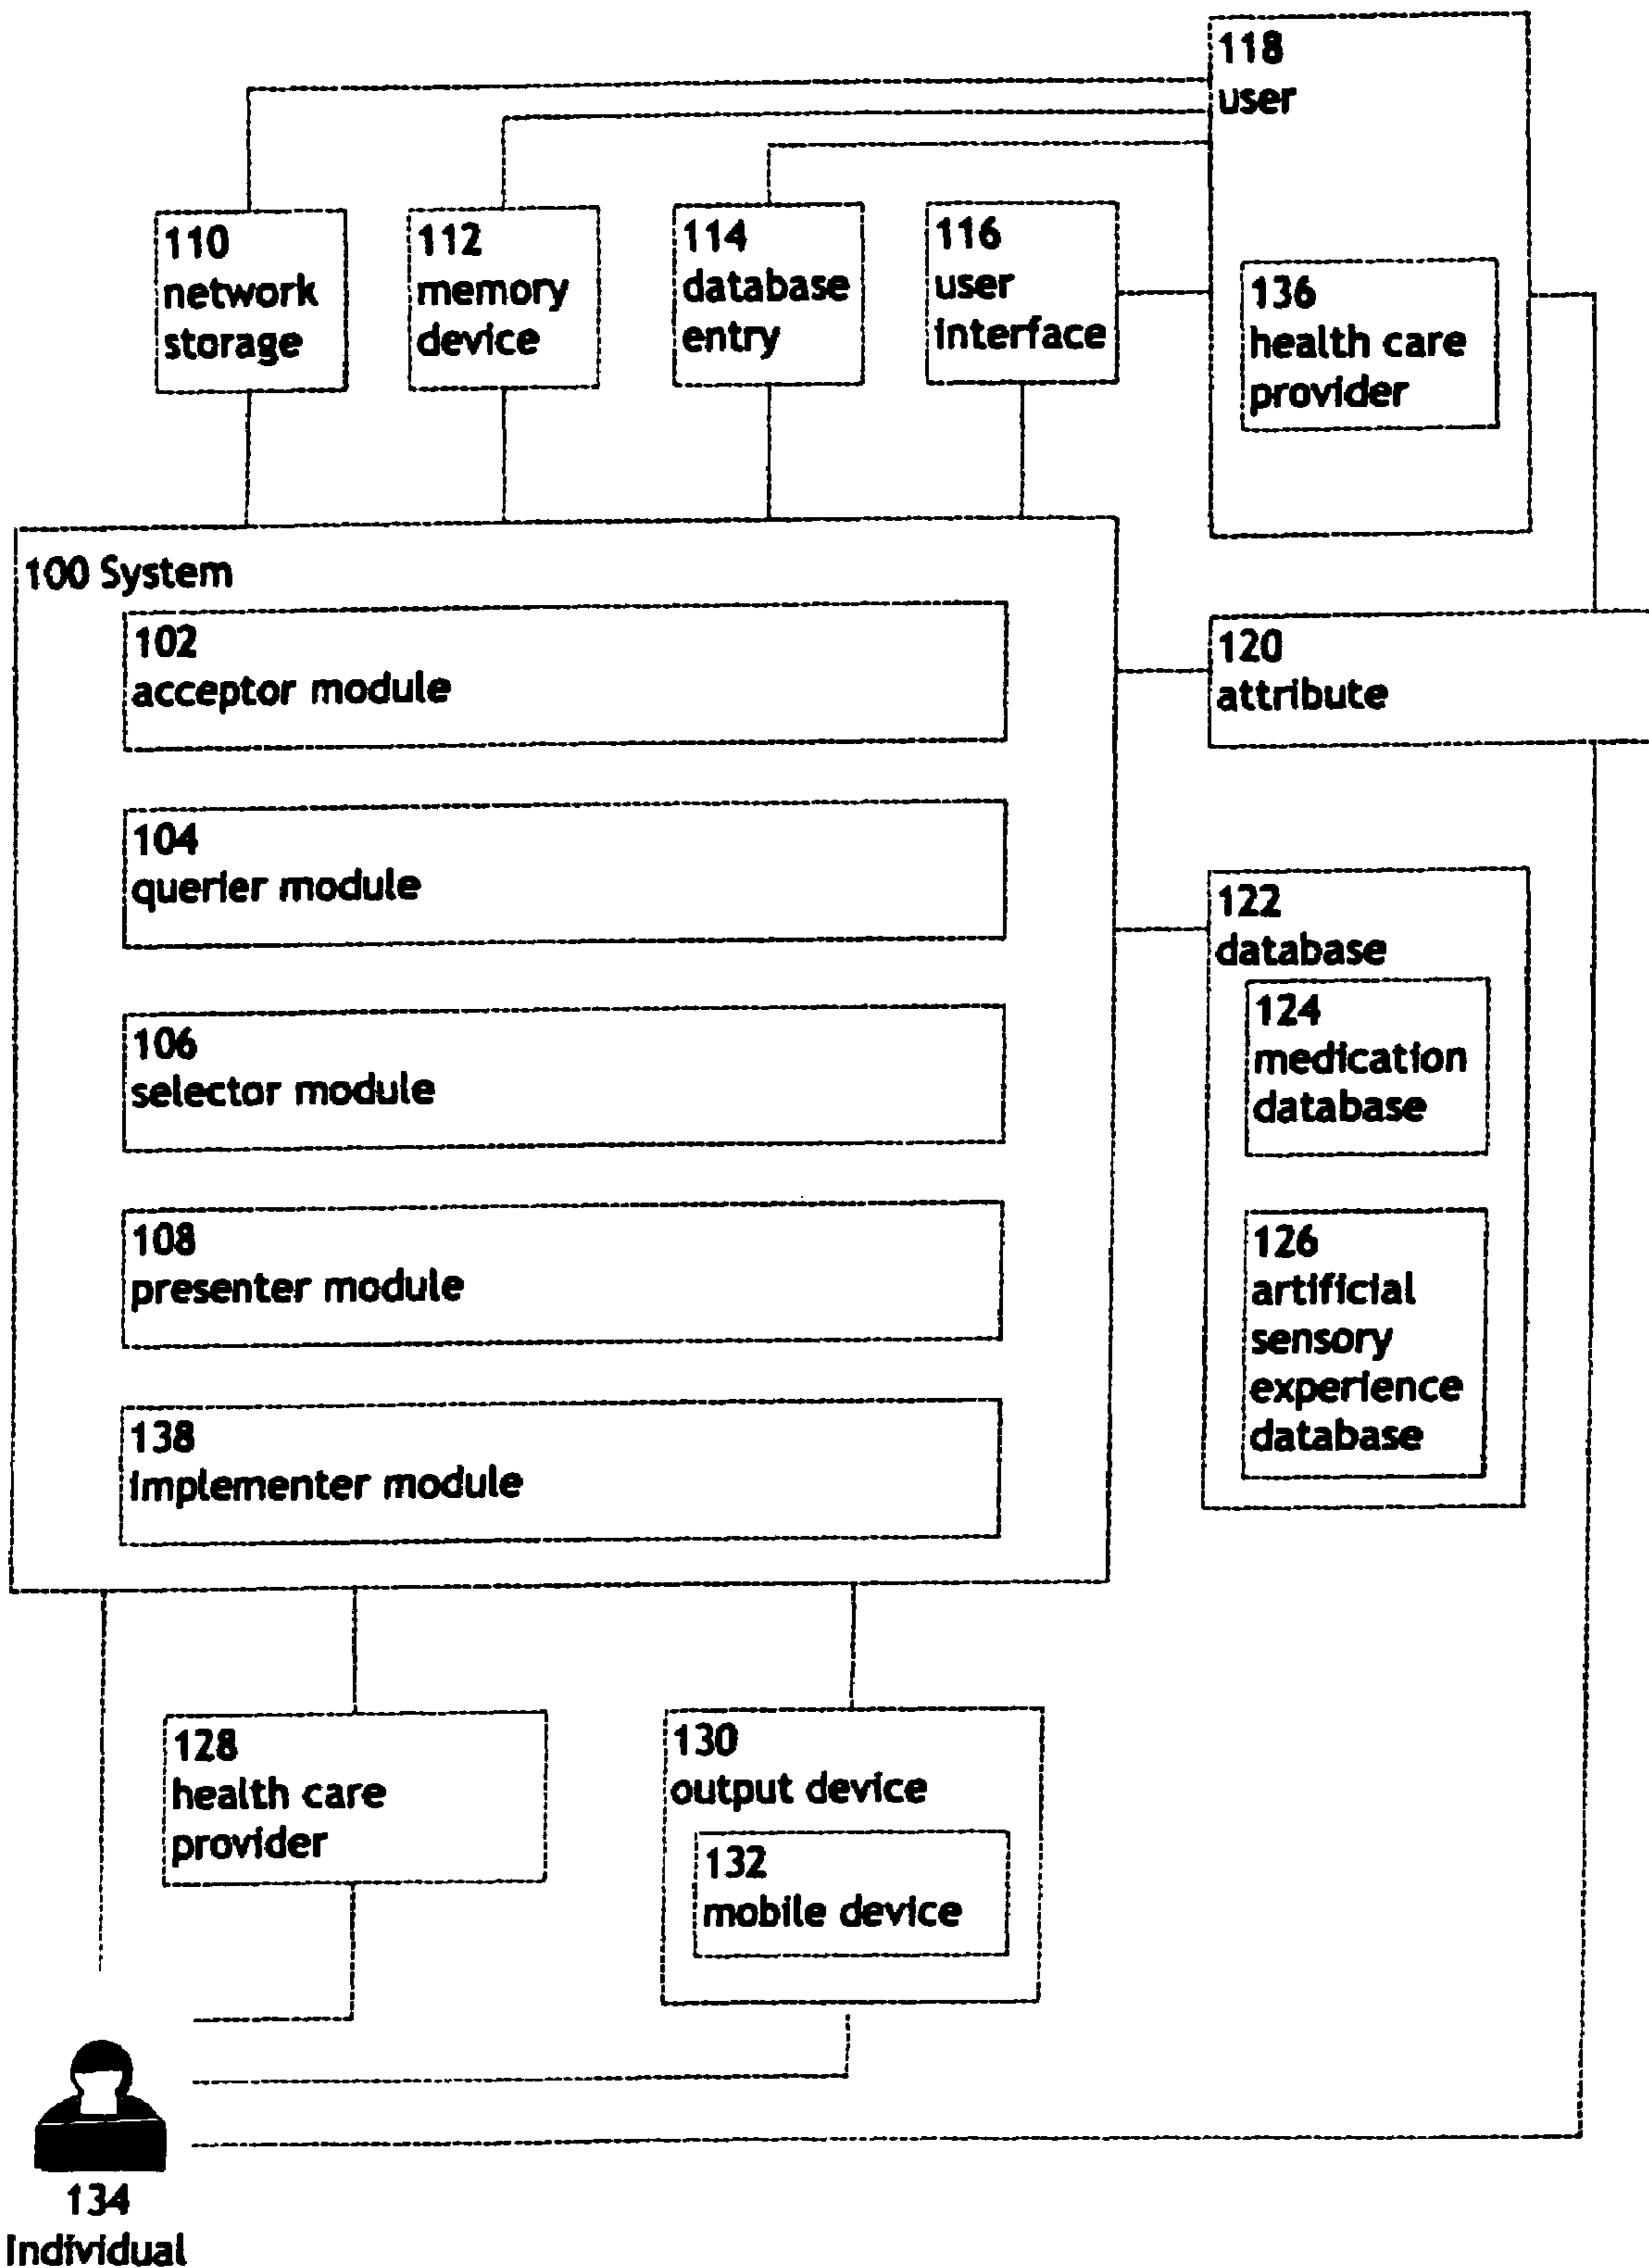 118
user
110
network
storage
112
memory
device
114
database
entry
116
user
interface
136
health care
provider
100 System
102
acceptor module
104
querier module
106
selector module
108
presenter module
138
implementer module
120
attribute
122
database
124
medication
database
126
artificial
sensory
experience
database
128
health care
provider
130
output device
132
mobile device
134
individual